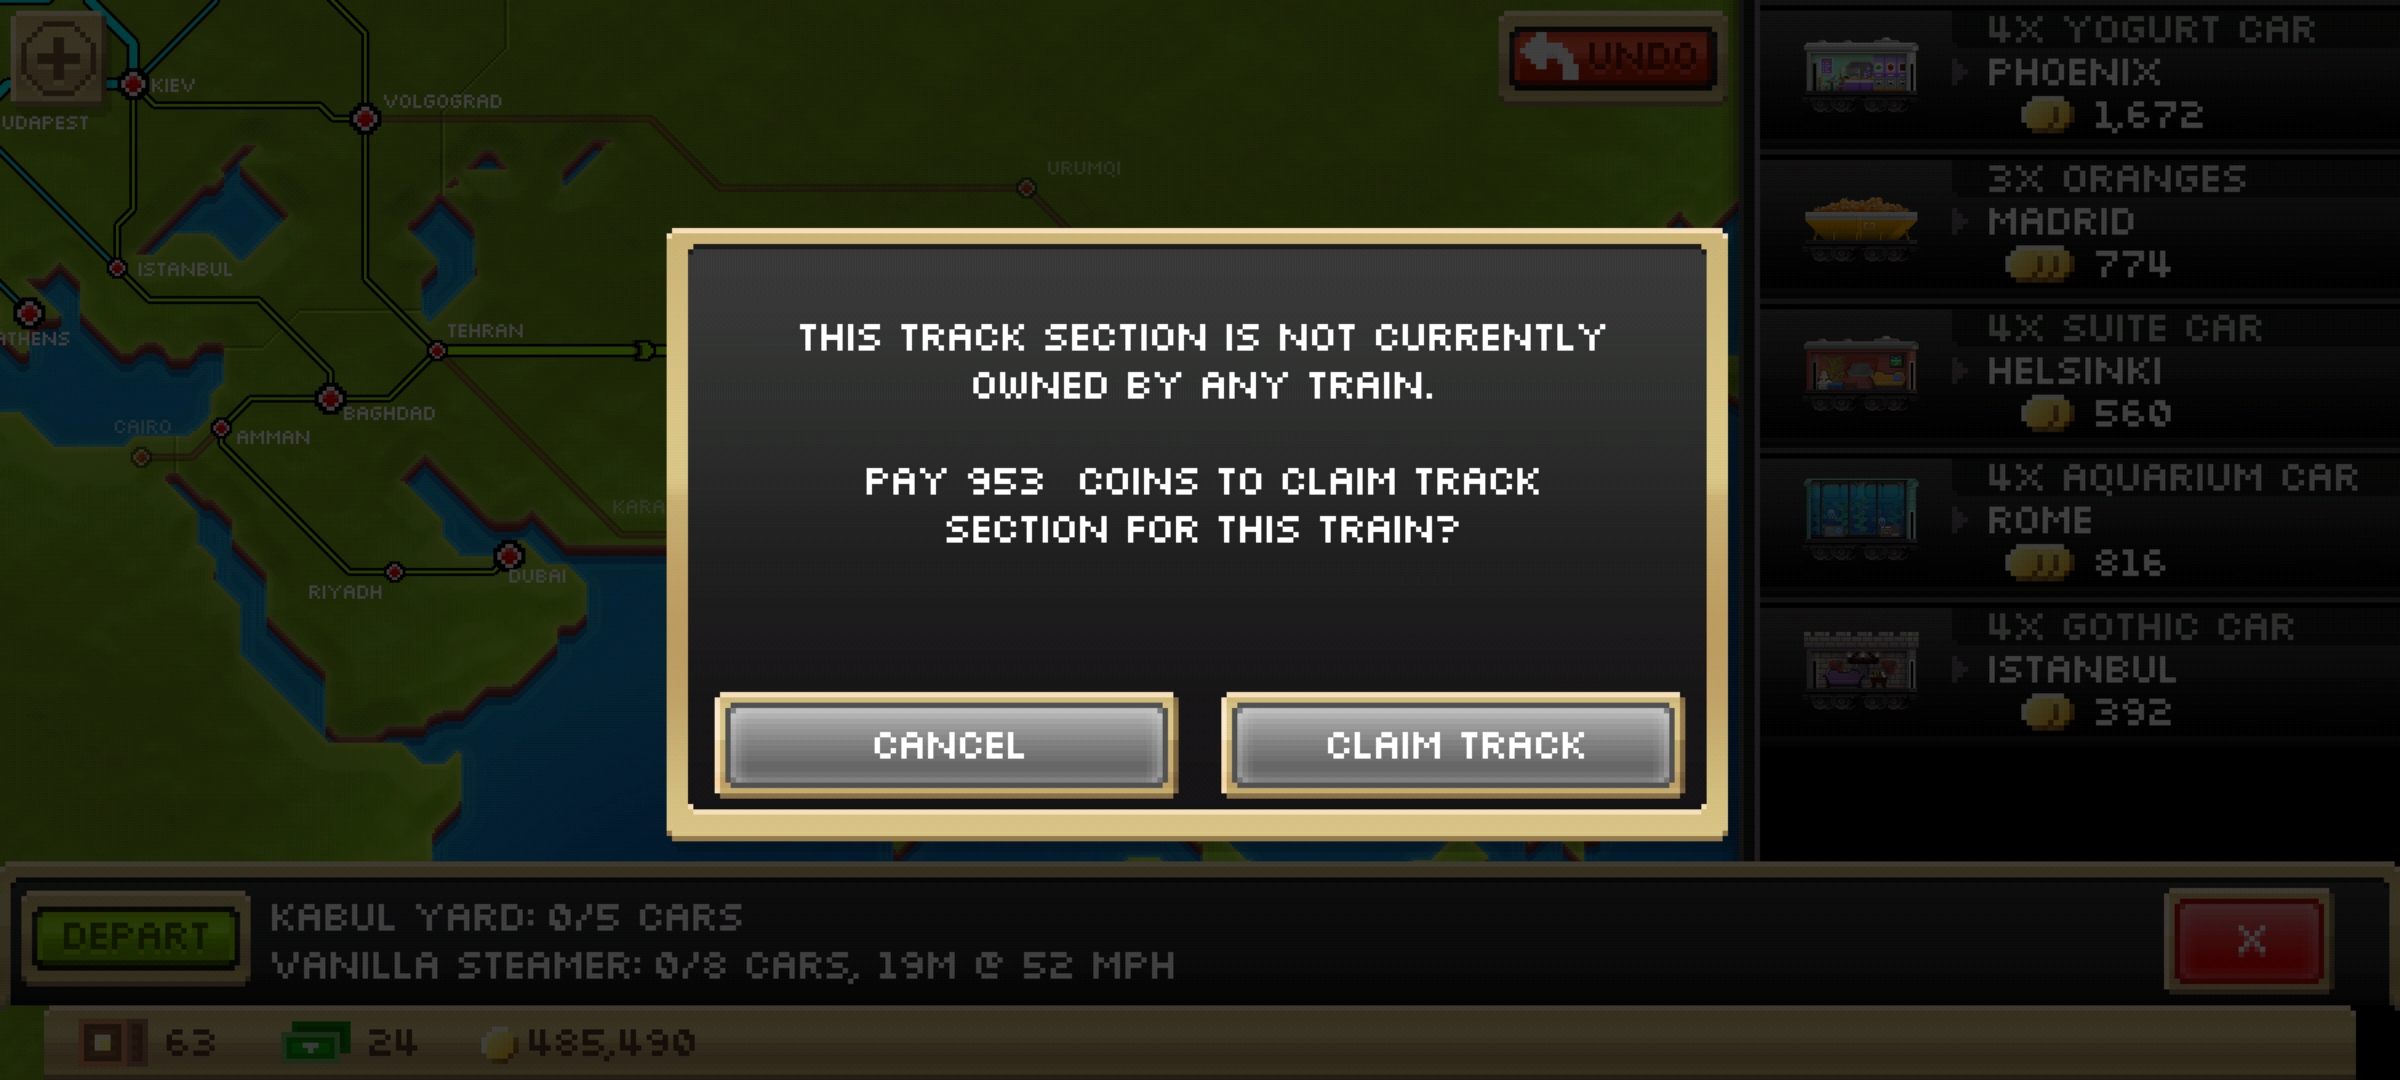 KIEV
UDAPEST
VOLGOGRAD
URUMQI
ISTANBUL
ATHENS
TEHRAN
BAGHDAD
CAIRO
AMMAN
KARA
RIYADH
DUBAI
UNDO
4X YOGURT CAR
PHOENIX
1,672
3X ORANGES
MADRID
774
4X SUITE CAR
HELSINKI
560
4X AQUARIUM CAR
ROME
816
4X GOTHIC CAR
ISTANBUL
392
THIS TRACK SECTION IS NOT CURRENTLY
OWNED BY ANY TRAIN.
PAY 953 COINS TO CLAIM TRACK
SECTION FOR THIS TRAIN?
CANCEL
CLAIM TRACK
DEPART
KABUL YARD: 0/5 CARS
VANILLA STEAMER: 0/8 CARS, 19M @ 52 MPH
X
63
24
485,490